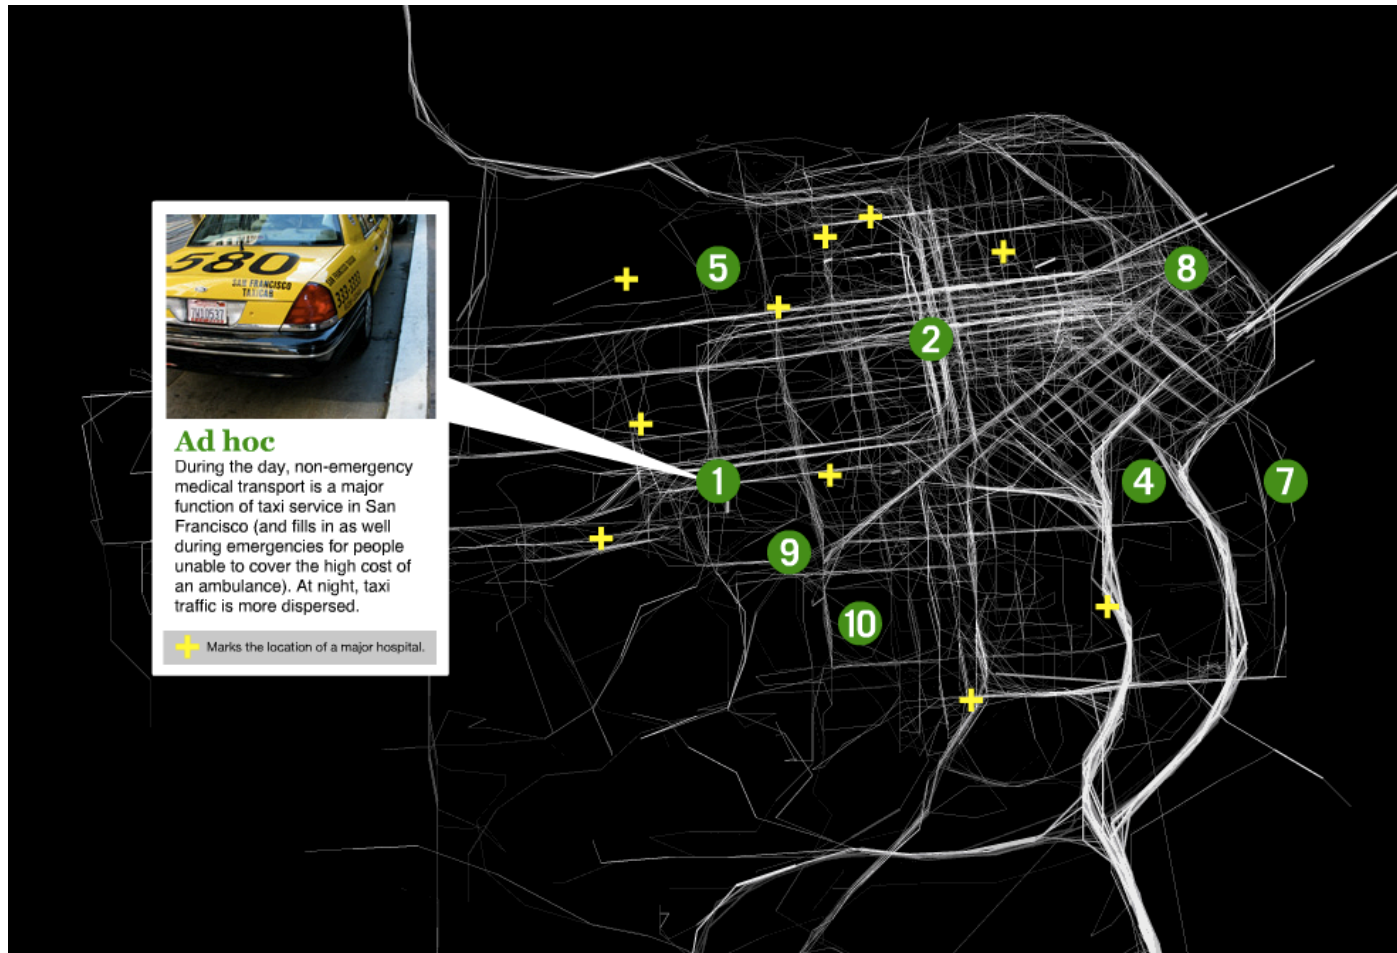 580
SAN FRANCISCO
TAXICAB
333-3333
5
8
2
Ad hoc
During the day, non-emergency
medical transport is a major
function of taxi service in San
Francisco (and fills in as well
during emergencies for people
unable to cover the high cost of
an ambulance). At night, taxi
traffic is more dispersed.
Marks the location of a major hospital.
1
4
7
9
10